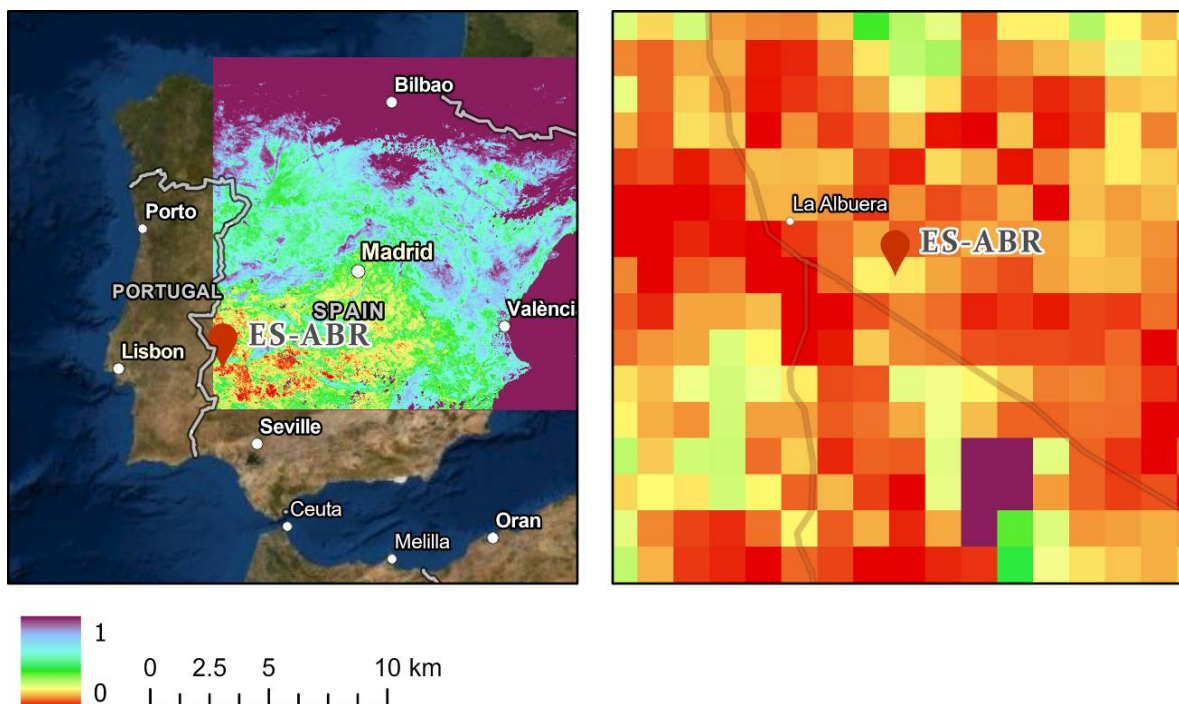 Bilbao
Porto
Madrid
PORTUGAL
SPAIN
València
ES-ABR
Lisbon
Seville
Ceuta
Oran
Melilla
La Albuera
ES-ABR
1
0
0 2.5 5 10 km